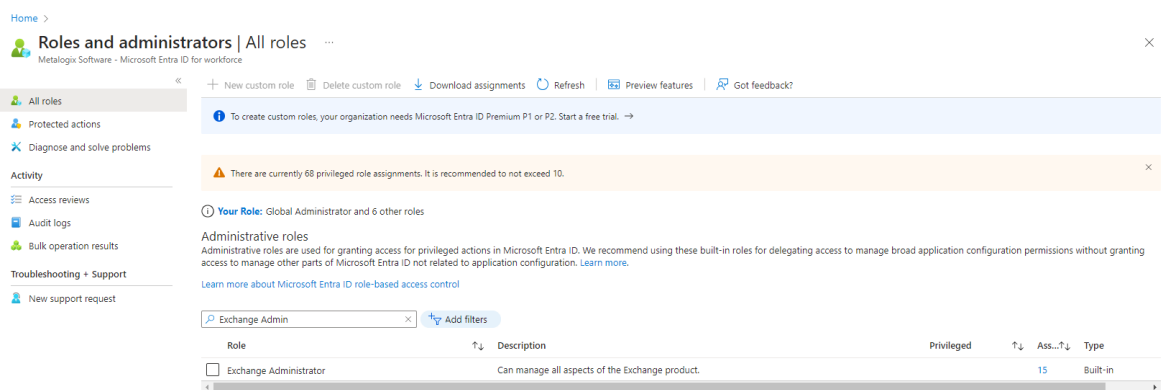 Home >
Roles and administrators | All roles ...
Metalogix Software - Microsoft Entra ID for workforce
«
All roles
Protected actions
Diagnose and solve problems
Activity
Access reviews
Audit logs
Bulk operation results
Troubleshooting + Support
New support request
+ New custom role Delete custom role Download assignments Refresh Preview features Got feedback?
To create custom roles, your organization needs Microsoft Entra ID Premium P1 or P2. Start a free trial. →
There are currently 68 privileged role assignments. It is recommended to not exceed 10.
Your Role: Global Administrator and 6 other roles
Administrative roles
Administrative roles are used for granting access for privileged actions in Microsoft Entra ID. We recommend using these built-in roles for delegating access to manage broad application configuration permissions without granting
access to manage other parts of Microsoft Entra ID not related to application configuration. Learn more.
Learn more about Microsoft Entra ID role-based access control
Exchange Admin Add filters
Role Description Privileged Ass... Type
Exchange Administrator Can manage all aspects of the Exchange product. 15 Built-in